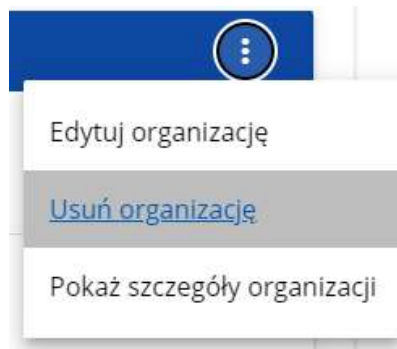 Edytuj organizację
Usuń organizację
Pokaż szczegóły organizacji